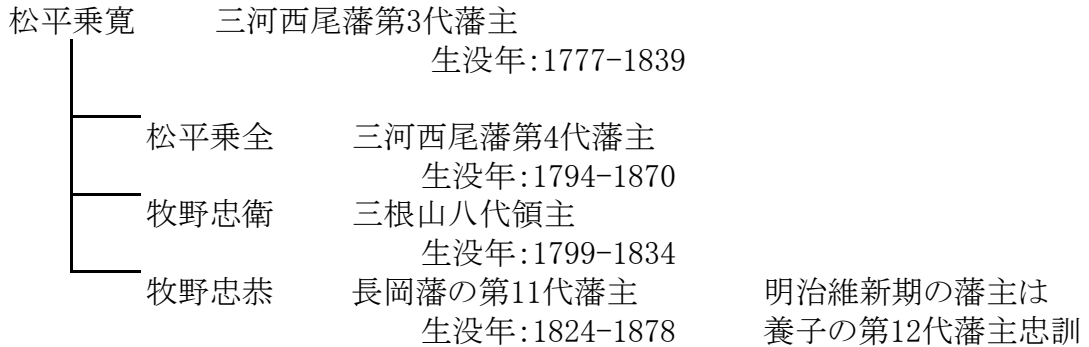 松平乗寛 三河西尾藩第3代藩主
生没年:1777-1839
松平乗全 三河西尾藩第4代藩主
生没年:1794-1870
牧野忠衛 三根山八代領主
生没年:1799-1834
牧野忠恭 長岡藩の第11代藩主 明治維新期の藩主は
生没年:1824-1878 養子の第12代藩主忠訓